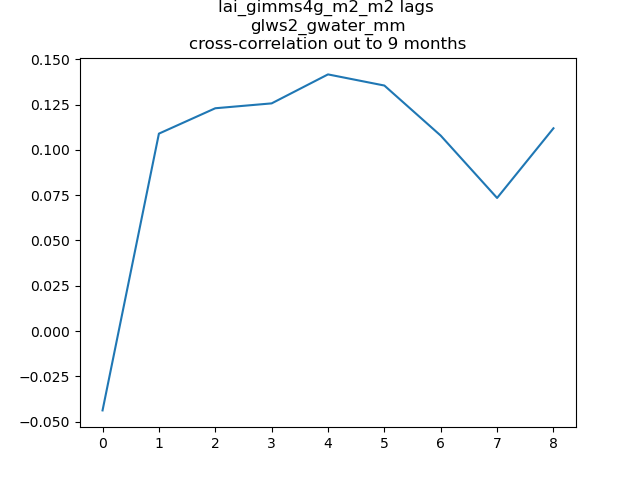 lai_gimms4g_m2_m2 lags
glws2_gwater_mm
cross-correlation out to 9 months
0.150
0.125
0.100
0.075
0.050
0.025
0.000
−0.025
−0.050
0 1 2 3 4 5 6 7 8